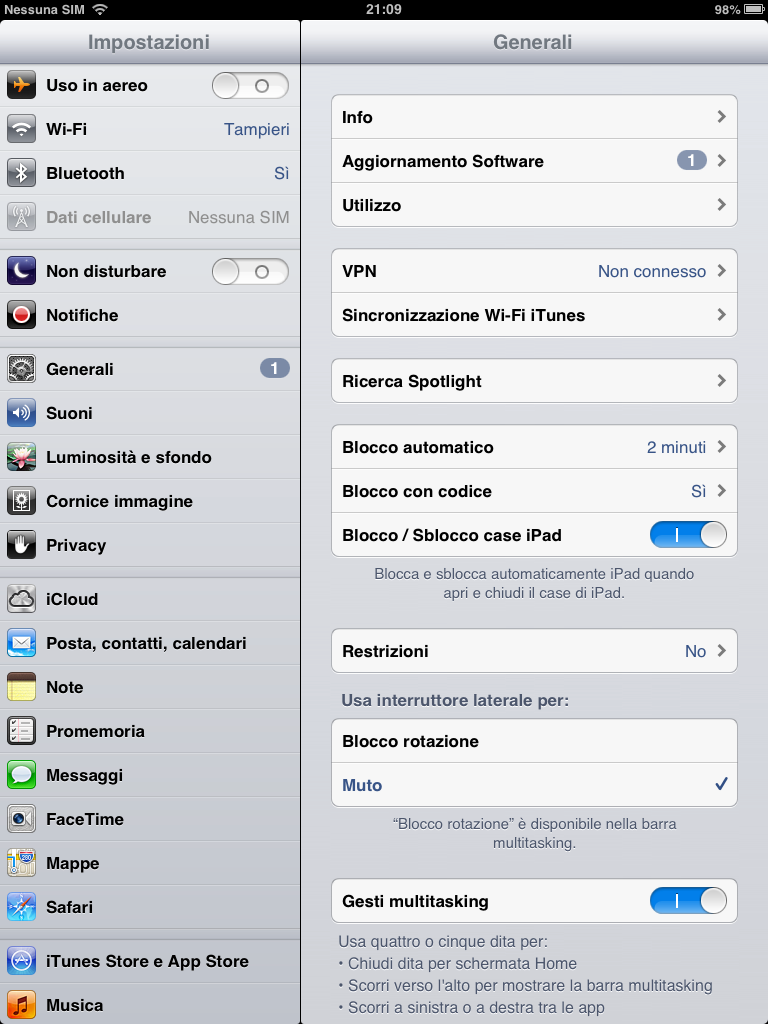 Nessuna SIM 21:09 98%
Impostazioni
Uso in aereo
Wi-Fi Tampieri
Bluetooth Sì
Dati cellulare Nessuna SIM
Non disturbare
Notifiche
Generali 1
Suoni
Luminosità e sfondo
Cornice immagine
Privacy
iCloud
Posta, contatti, calendari
Note
Promemoria
Messaggi
FaceTime
Mappe
Safari
iTunes Store e App Store
Musica
Generali
Info
Aggiornamento Software 1
Utilizzo
VPN Non connesso
Sincronizzazione Wi-Fi iTunes
Ricerca Spotlight
Blocco automatico 2 minuti
Blocco con codice Sì
Blocco / Sblocco case iPad
Blocca e sblocca automaticamente iPad quando
apri e chiudi il case di iPad.
Restrizioni No
Usa interruttore laterale per:
Blocco rotazione
Muto
“Blocco rotazione” è disponibile nella barra
multitasking.
Gesti multitasking
Usa quattro o cinque dita per:
• Chiudi dita per schermata Home
• Scorri verso l'alto per mostrare la barra multitasking
• Scorri a sinistra o a destra tra le app